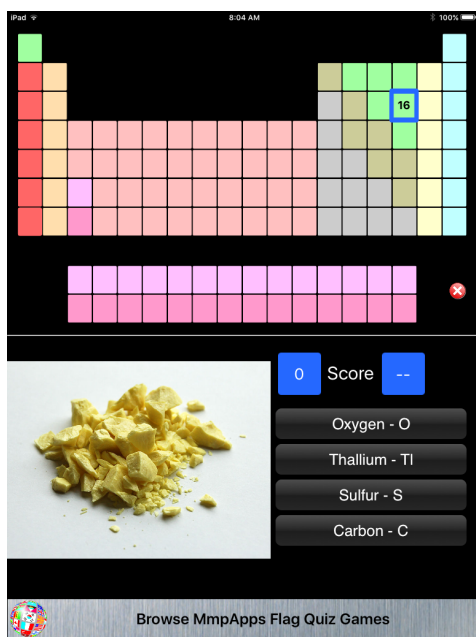 iPad 8:04 AM 100%
16
0 Score --
Oxygen - O
Thallium - Tl
Sulfur - S
Carbon - C
Browse MmpApps Flag Quiz Games